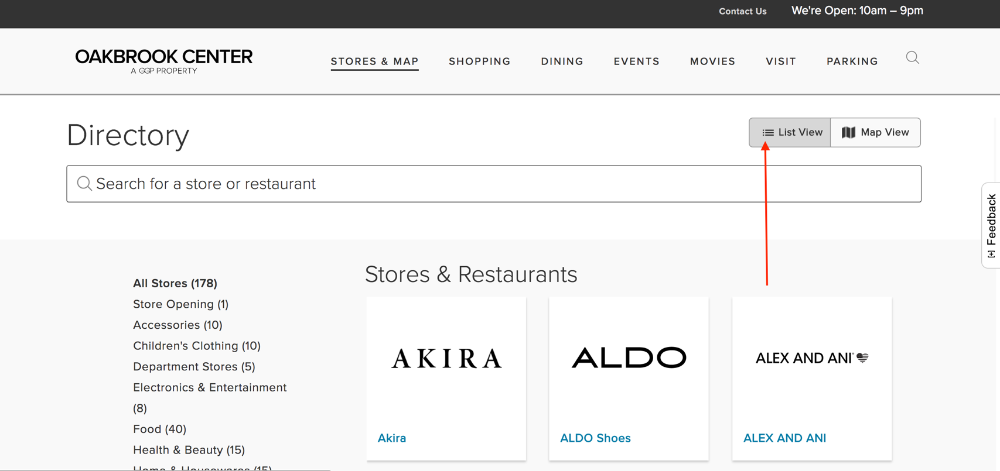 Contact Us
We're Open: 10am – 9pm
OAKBROOK CENTER
A GGP PROPERTY
STORES & MAP
SHOPPING
DINING
EVENTS
MOVIES
VISIT
PARKING
Directory
List View
Map View
Search for a store or restaurant
[+] Feedback
All Stores (178)
Store Opening (1)
Accessories (10)
Children's Clothing (10)
Department Stores (5)
Electronics & Entertainment
(8)
Food (40)
Health & Beauty (15)
Home & Housewares (15)
Stores & Restaurants
AKIRA
Akira
ALDO
ALDO Shoes
ALEX AND ANI
ALEX AND ANI